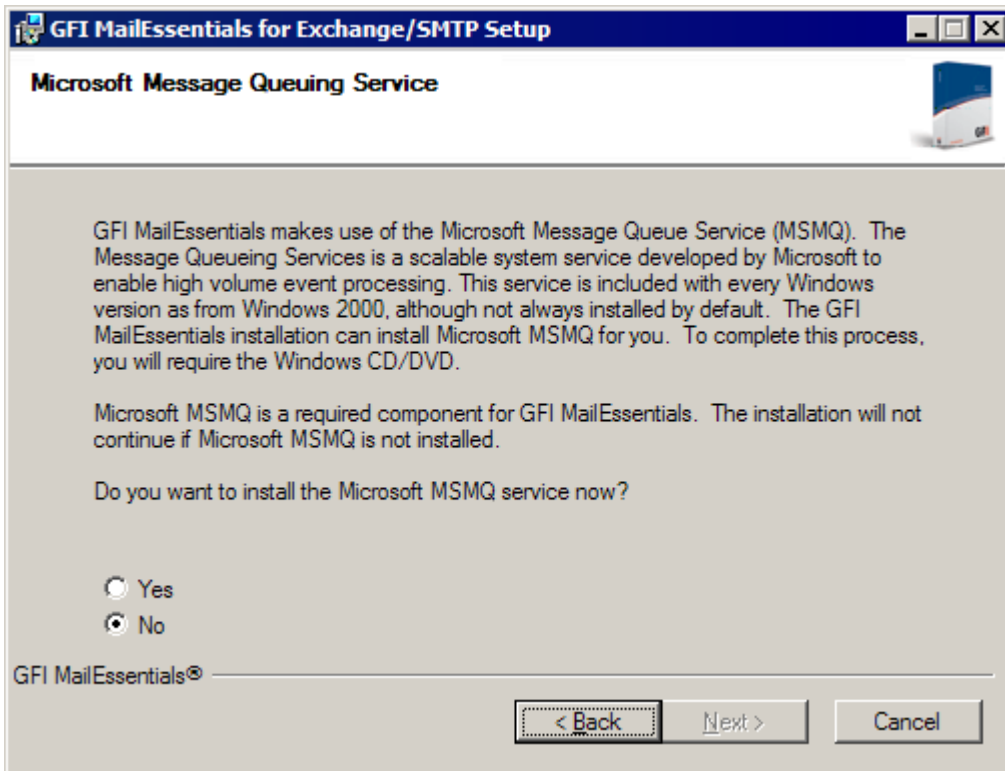 GFI MailEssentials for Exchange/SMTP Setup
Microsoft Message Queuing Service
GFI
GFI MailEssentials makes use of the Microsoft Message Queue Service (MSMQ). The
Message Queueing Services is a scalable system service developed by Microsoft to
enable high volume event processing. This service is included with every Windows
version as from Windows 2000, although not always installed by default. The GFI
MailEssentials installation can install Microsoft MSMQ for you. To complete this process,
you will require the Windows CD/DVD.
Microsoft MSMQ is a required component for GFI MailEssentials. The installation will not
continue if Microsoft MSMQ is not installed.
Do you want to install the Microsoft MSMQ service now?
Yes
No
GFI MailEssentials®
< Back Next > Cancel